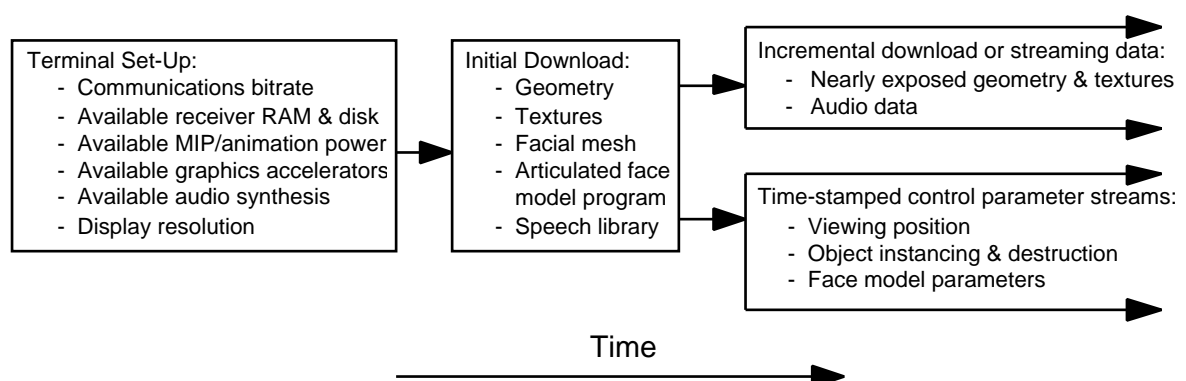 Terminal Set-Up:
- Communications bitrate
- Available receiver RAM & disk
- Available MIP/animation power
- Available graphics accelerators
- Available audio synthesis
- Display resolution
Initial Download:
- Geometry
- Textures
- Facial mesh
- Articulated face
model program
- Speech library
Incremental download or streaming data:
- Nearly exposed geometry & textures
- Audio data
Time-stamped control parameter streams:
- Viewing position
- Object instancing & destruction
- Face model parameters
Time